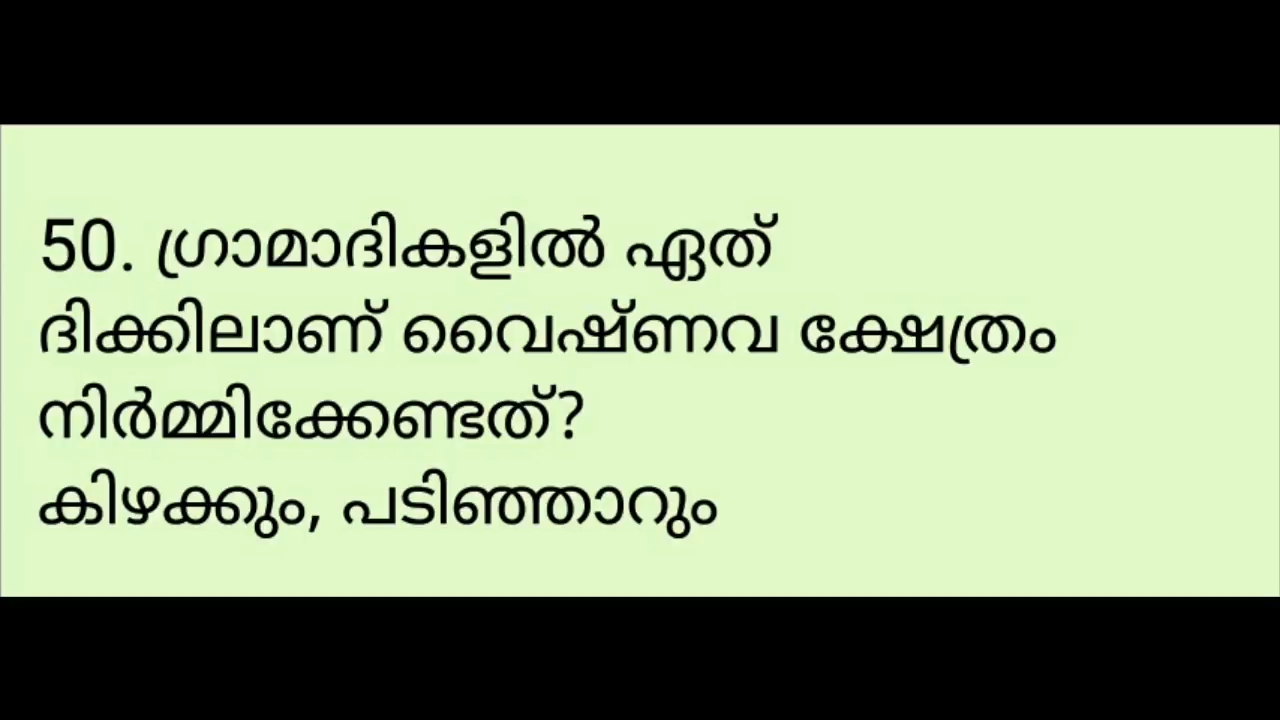 50. ഗ്രാമാദികളിൽ ഏത്
ദിക്കിലാണ് വൈഷ്ണവ ക്ഷേത്രം
നിർമ്മിക്കേണ്ടത്?
കിഴക്കും, പടിഞ്ഞാറും